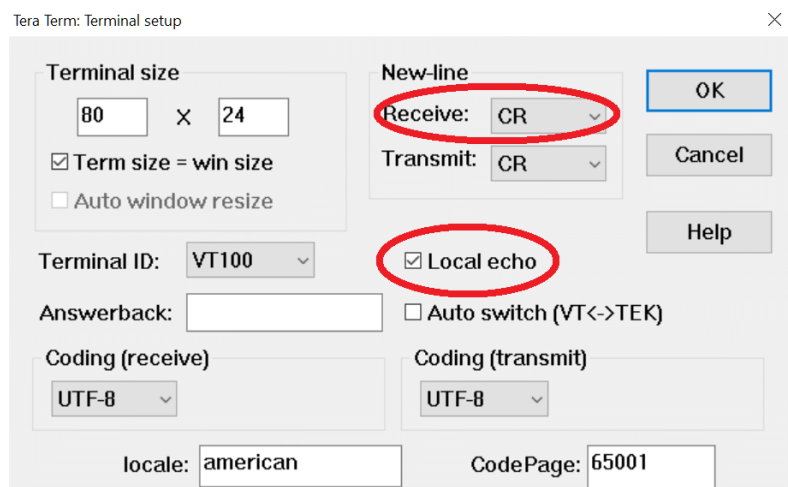 Tera Term: Terminal setup
Terminal size
80 X 24
Term size = win size
Auto window resize
New-line
Receive: CR
Transmit: CR
OK
Cancel
Help
Terminal ID: VT100
Local echo
Answerback:
Auto switch (VT<->TEK)
Coding (receive)
UTF-8
Coding (transmit)
UTF-8
locale: american
CodePage: 65001